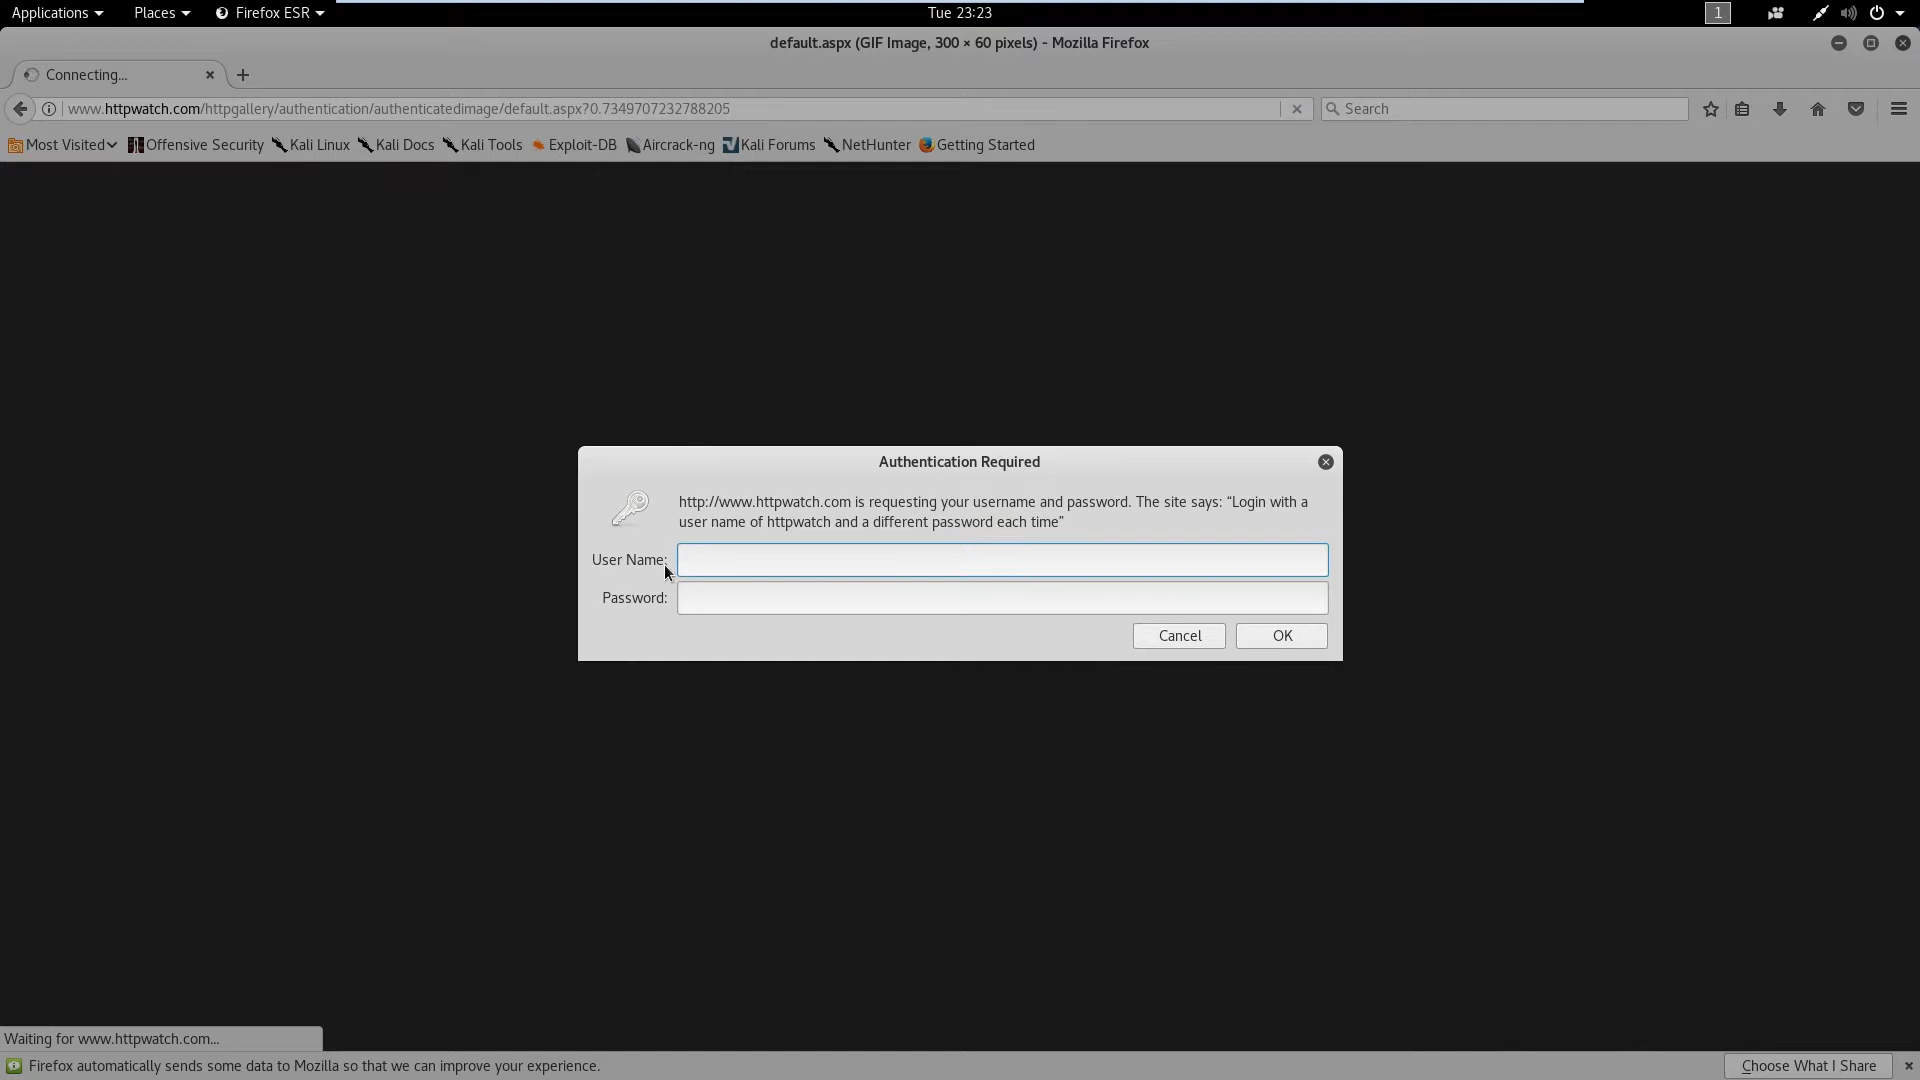 Applications Places Firefox ESR Tue 23:23 1
default.aspx (GIF Image, 300 × 60 pixels) - Mozilla Firefox
Connecting...
www.httpwatch.com/httpgallery/authentication/authenticatedimage/default.aspx?0.7349707232788205 Search
Most Visited Offensive Security Kali Linux Kali Docs Kali Tools Exploit-DB Aircrack-ng Kali Forums NetHunter Getting Started
Authentication Required
http://www.httpwatch.com is requesting your username and password. The site says: “Login with a
user name of httpwatch and a different password each time”
User Name:
Password:
Cancel OK
Waiting for www.httpwatch.com...
Firefox automatically sends some data to Mozilla so that we can improve your experience. Choose What I Share